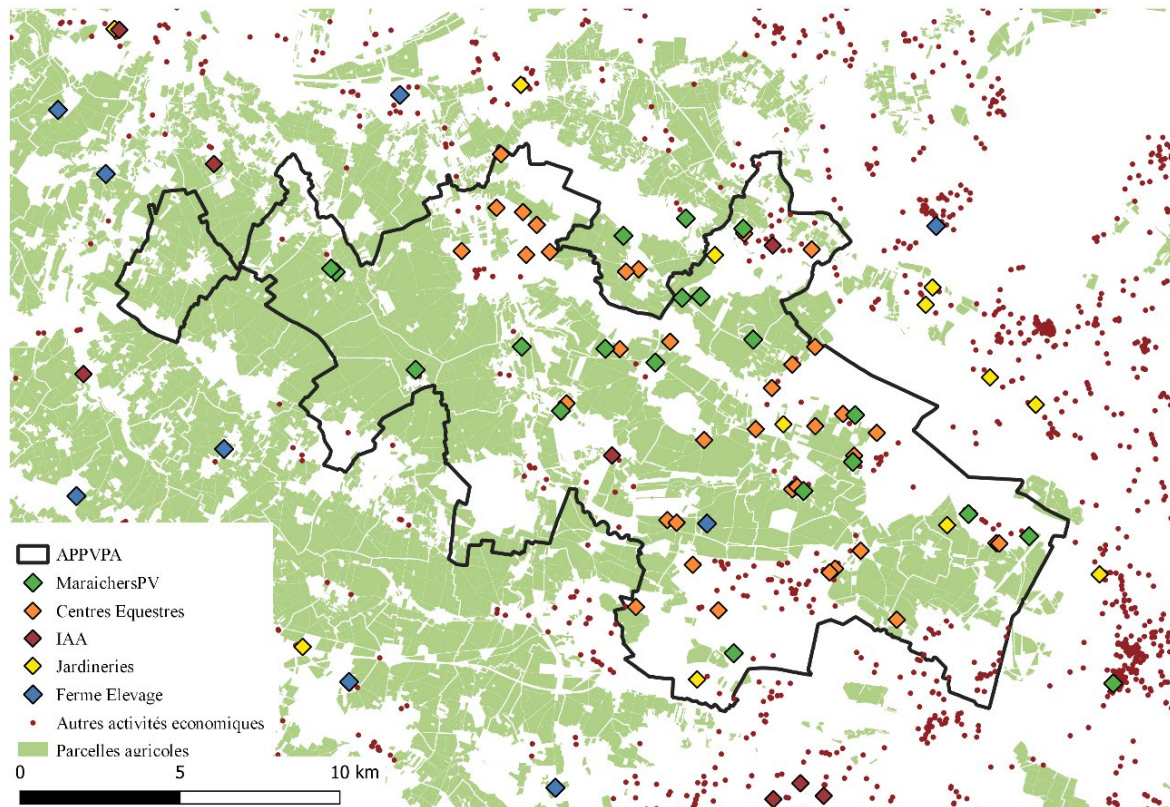 APPVPA
MaraichersPV
Centres Equestres
IAA
Jardineries
Ferme Elevage
Autres activités economiques
Parcelles agricoles
0 5 10 km